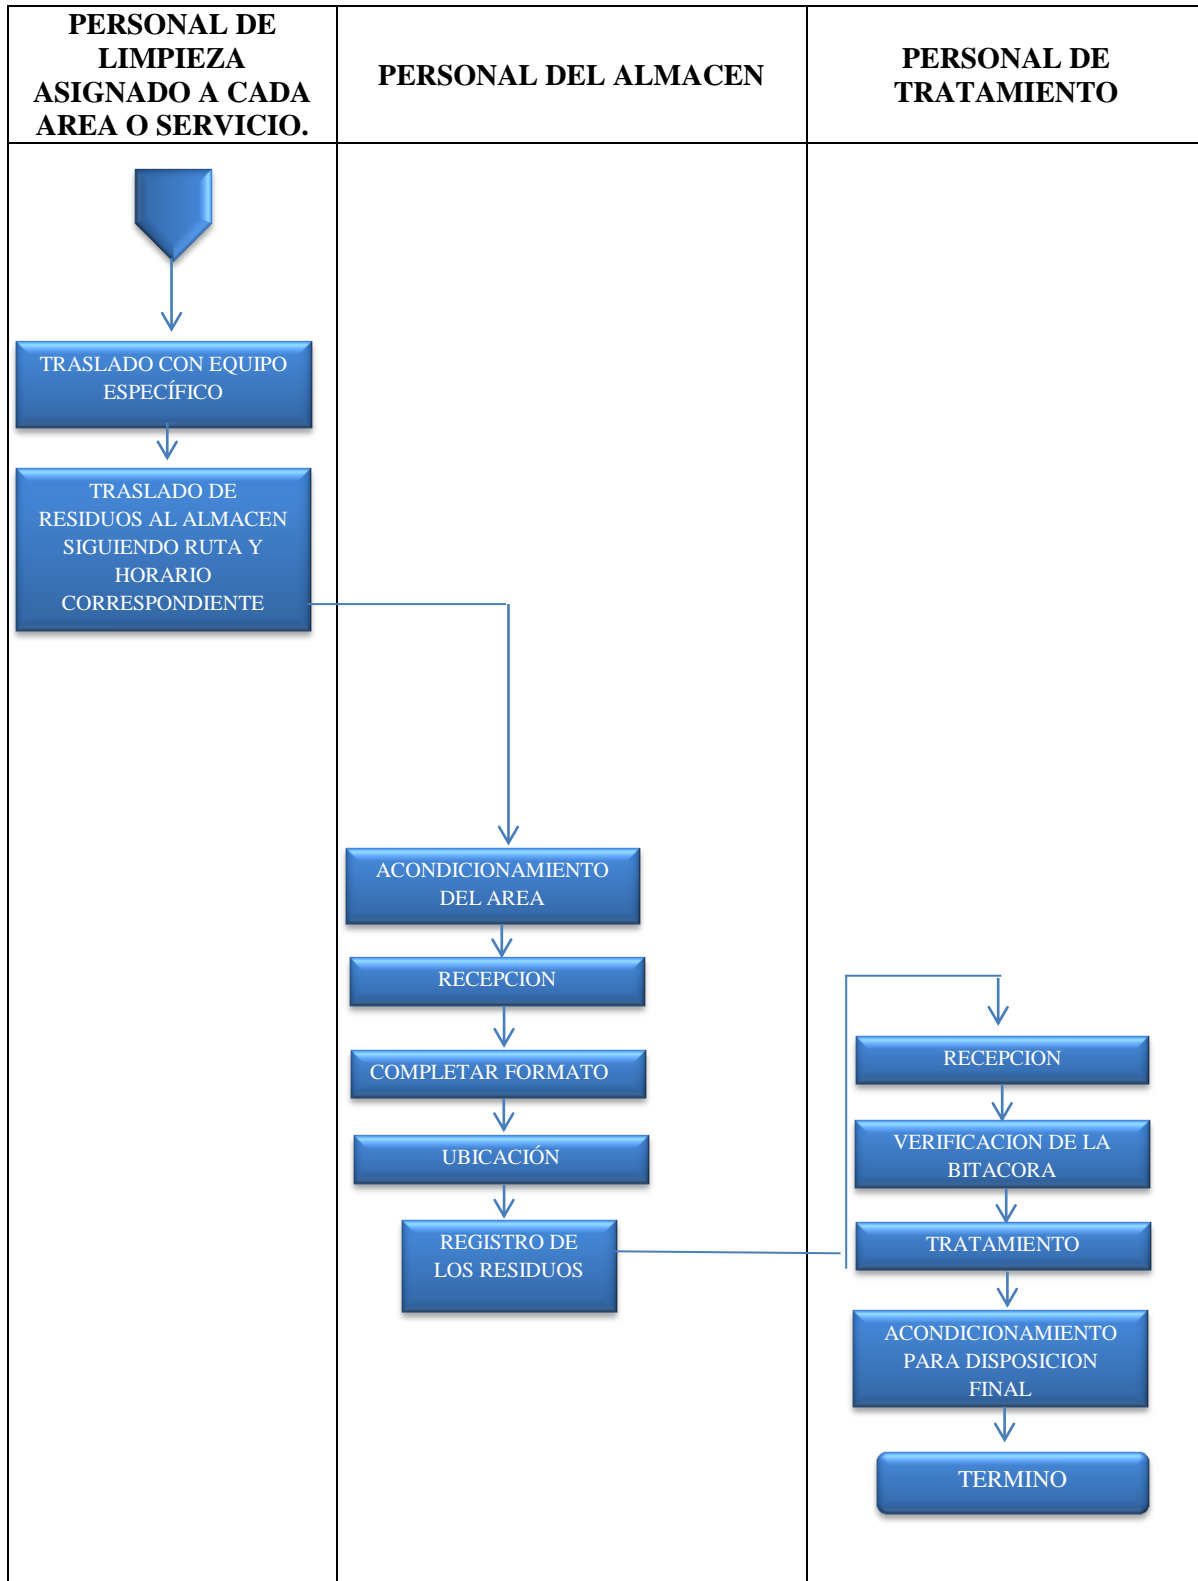 PERSONAL DE
LIMPIEZA
ASIGNADO A CADA
AREA O SERVICIO.
PERSONAL DEL ALMACEN
PERSONAL DE
TRATAMIENTO
TRASLADO CON EQUIPO
ESPECÍFICO
TRASLADO DE
RESIDUOS AL ALMACEN
SIGUIENDO RUTA Y
HORARIO
CORRESPONDIENTE
ACONDICIONAMIENTO
DEL AREA
RECEPCION
COMPLETAR FORMATO
UBICACIÓN
REGISTRO DE
LOS RESIDUOS
RECEPCION
VERIFICACION DE LA
BITACORA
TRATAMIENTO
ACONDICIONAMIENTO
PARA DISPOSICION
FINAL
TERMINO